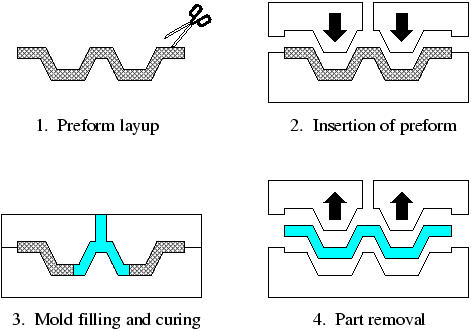 1. Preform layup
2. Insertion of preform
3. Mold filling and curing
4. Part removal